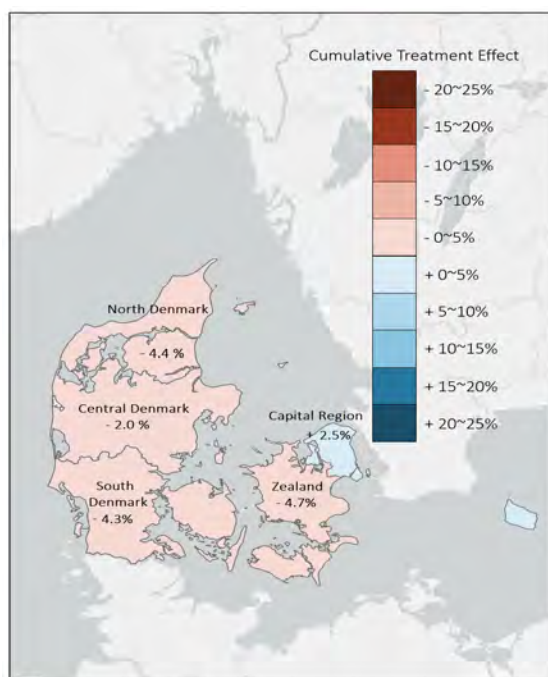 Cumulative Treatment Effect
- 20~25%
- 15~20%
- 10~15%
- 5~10%
- 0~5%
+ 0~5%
+ 5~10%
+ 10~15%
+ 15~20%
+ 20~25%
North Denmark
- 4.4 %
Central Denmark
- 2.0 %
Capital Region
+ 2.5%
South
Denmark
- 4.3%
Zealand
- 4.7%